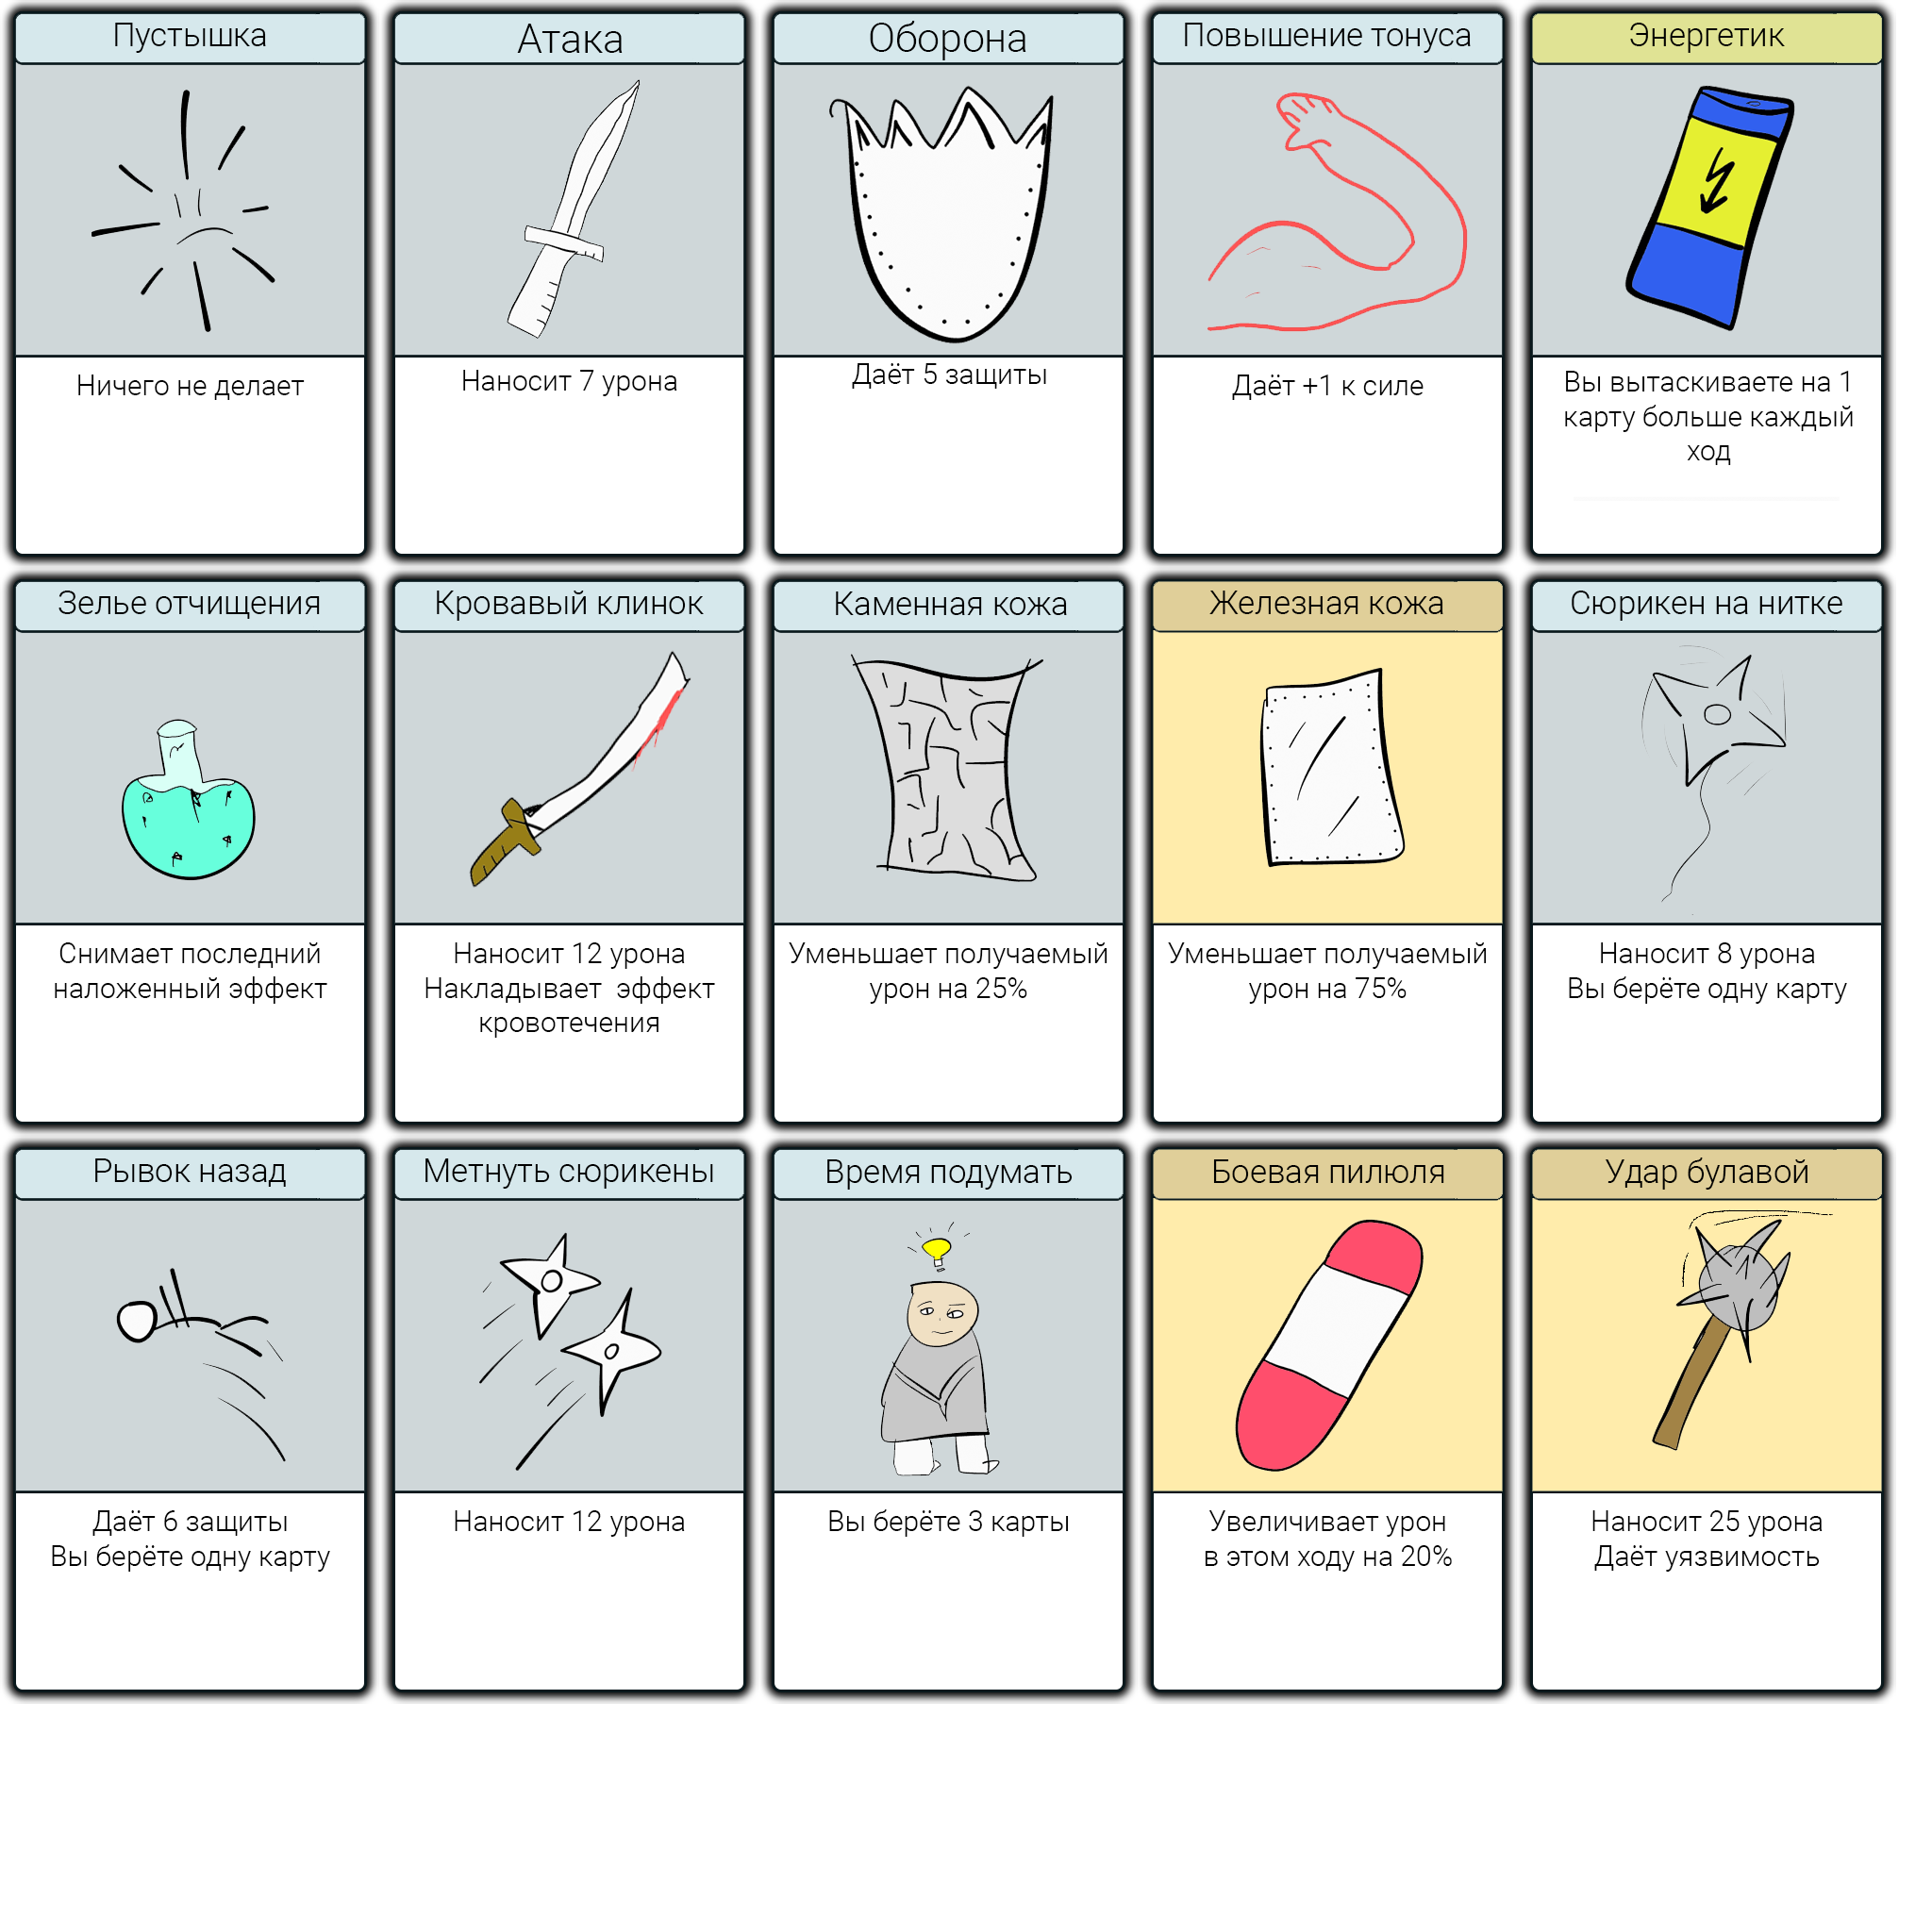 Пустышка
Ничего не делает
Атака
Наносит 7 урона
Оборона
Даёт 5 защиты
Повышение тонуса
Даёт +1 к силе
Энергетик
Вы вытаскиваете на 1
карту больше каждый
ход
Зелье отчищения
Снимает последний
наложенный эффект
Кровавый клинок
Наносит 12 урона
Накладывает  эффект
кровотечения
Каменная кожа
Уменьшает получаемый
урон на 25%
Железная кожа
Уменьшает получаемый
урон на 75%
Сюрикен на нитке
Наносит 8 урона
Вы берёте одну карту
Рывок назад
Даёт 6 защиты
Вы берёте одну карту
Метнуть сюрикены
Наносит 12 урона
Время подумать
Вы берёте 3 карты
Боевая пилюля
Увеличивает урон
в этом ходу на 20%
Удар булавой
Наносит 25 урона
Даёт уязвимость